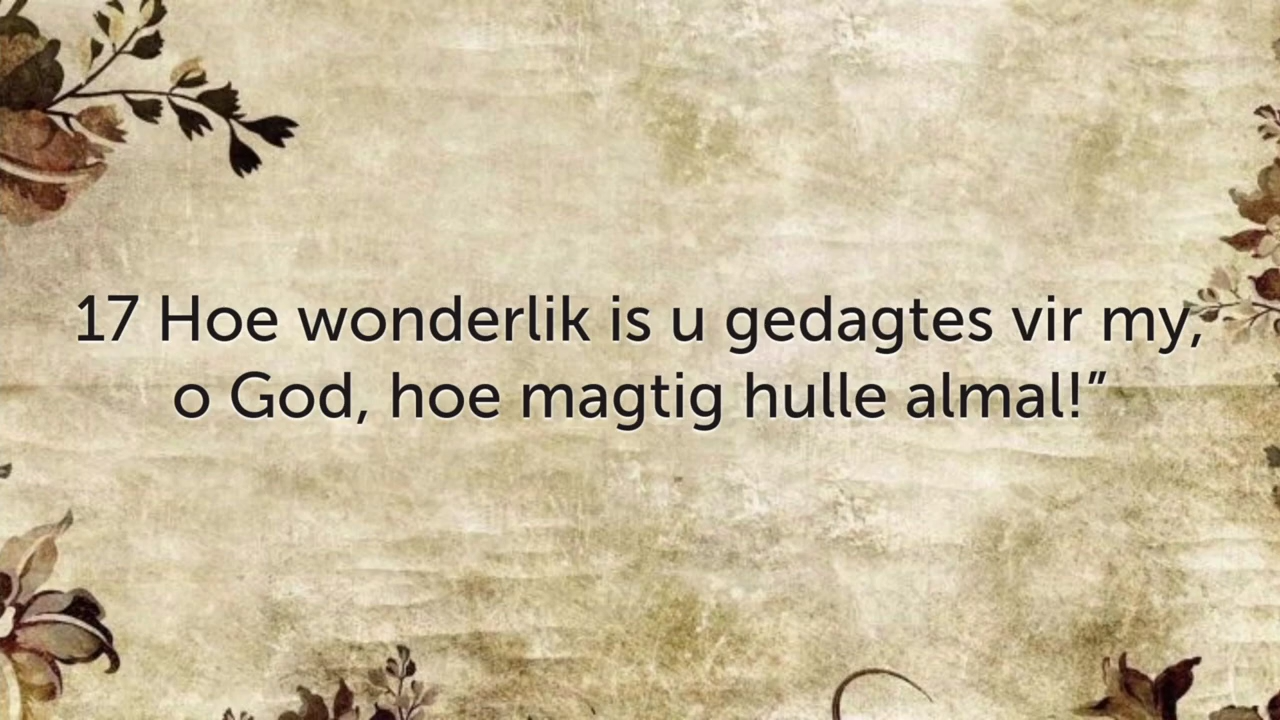 17 Hoe wonderlik is u gedagtes vir my,
o God, hoe magtig hulle almal!”